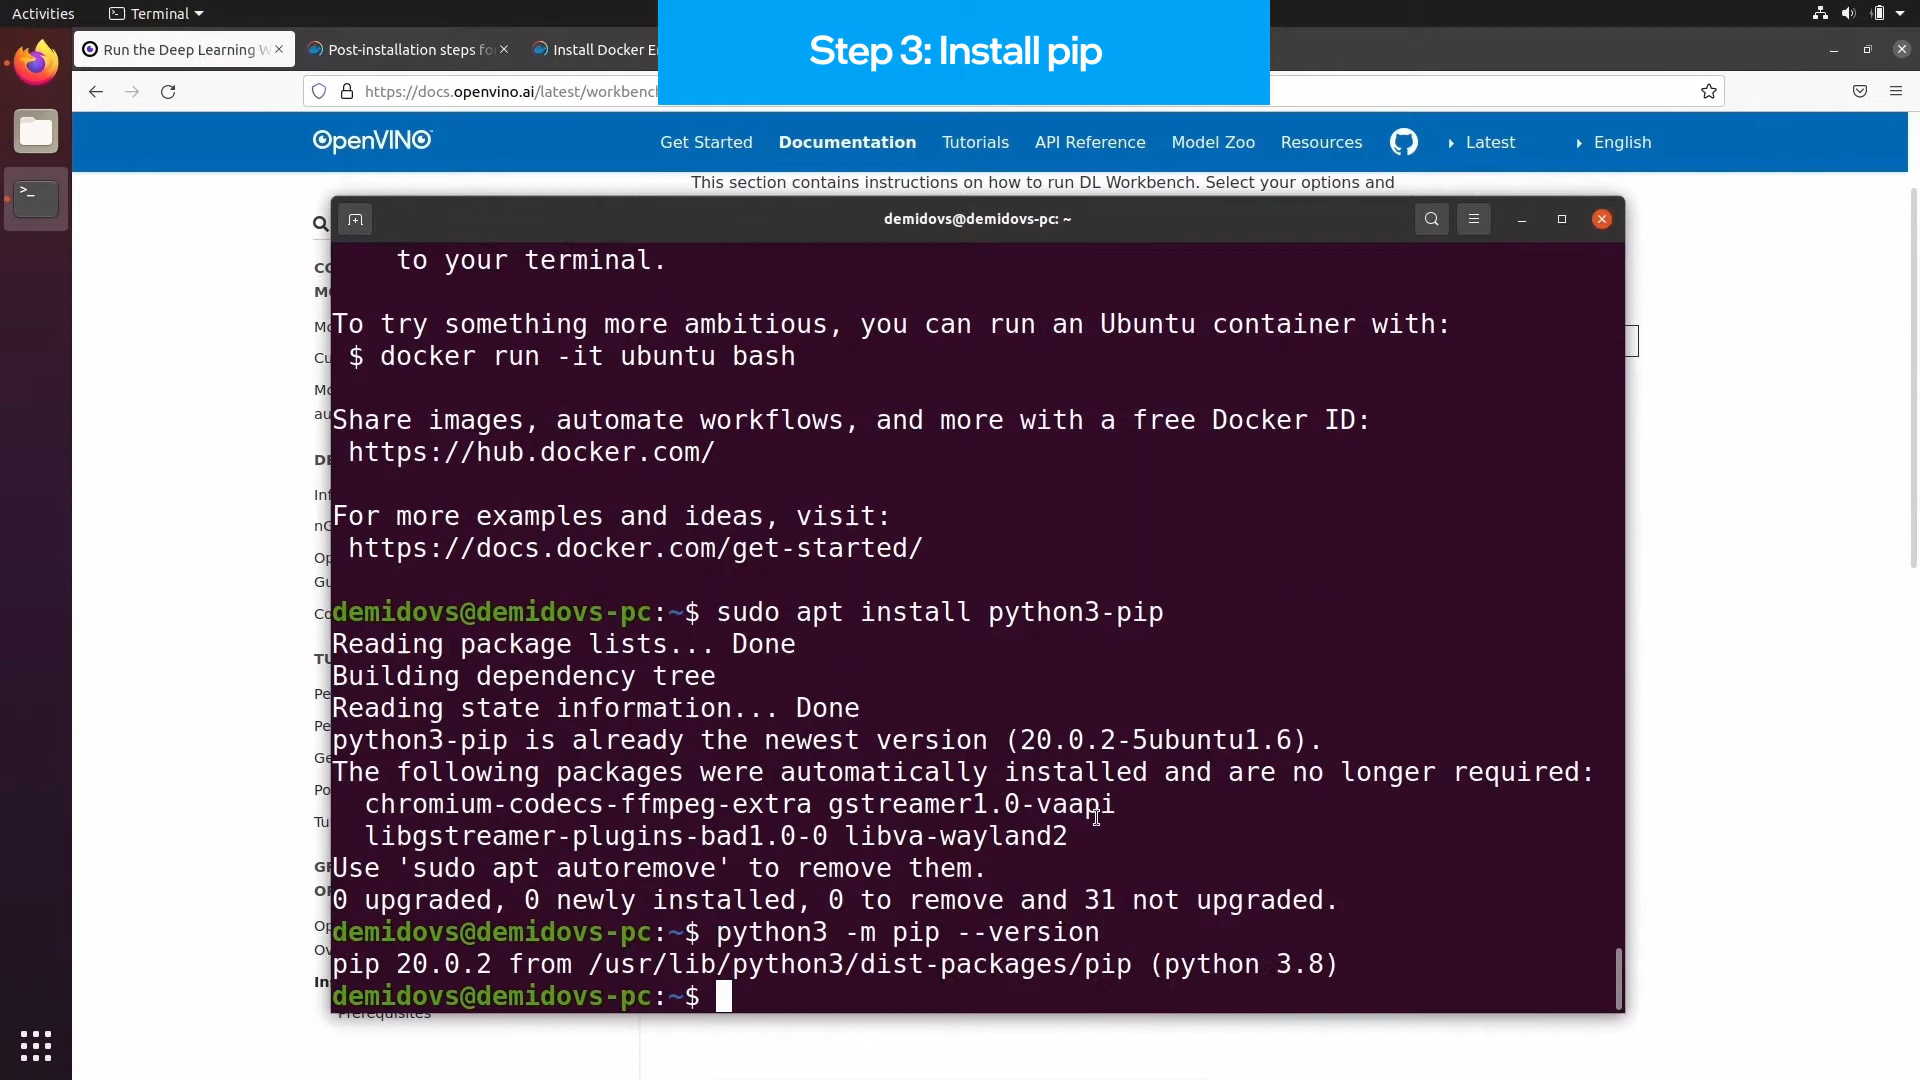 Activities
Terminal
Run the Deep Learning W
Post-installation steps fo
Install Docker E
Step 3: Install pip
https://docs.openvino.ai/latest/workbenc
OpenVINO
Get Started
Documentation
Tutorials
API Reference
Model Zoo
Resources
Latest
English
This section contains instructions on how to run DL Workbench. Select your options and
demidovs@demidovs-pc: ~
to your terminal.
To try something more ambitious, you can run an Ubuntu container with:
$ docker run -it ubuntu bash
Share images, automate workflows, and more with a free Docker ID:
https://hub.docker.com/
For more examples and ideas, visit:
https://docs.docker.com/get-started/
demidovs@demidovs-pc:~$ sudo apt install python3-pip
Reading package lists... Done
Building dependency tree
Reading state information... Done
python3-pip is already the newest version (20.0.2-5ubuntu1.6).
The following packages were automatically installed and are no longer required:
chromium-codecs-ffmpeg-extra gstreamer1.0-vaapi
libgstreamer-plugins-bad1.0-0 libva-wayland2
Use 'sudo apt autoremove' to remove them.
0 upgraded, 0 newly installed, 0 to remove and 31 not upgraded.
demidovs@demidovs-pc:~$ python3 -m pip --version
pip 20.0.2 from /usr/lib/python3/dist-packages/pip (python 3.8)
demidovs@demidovs-pc:~$
Prerequisites